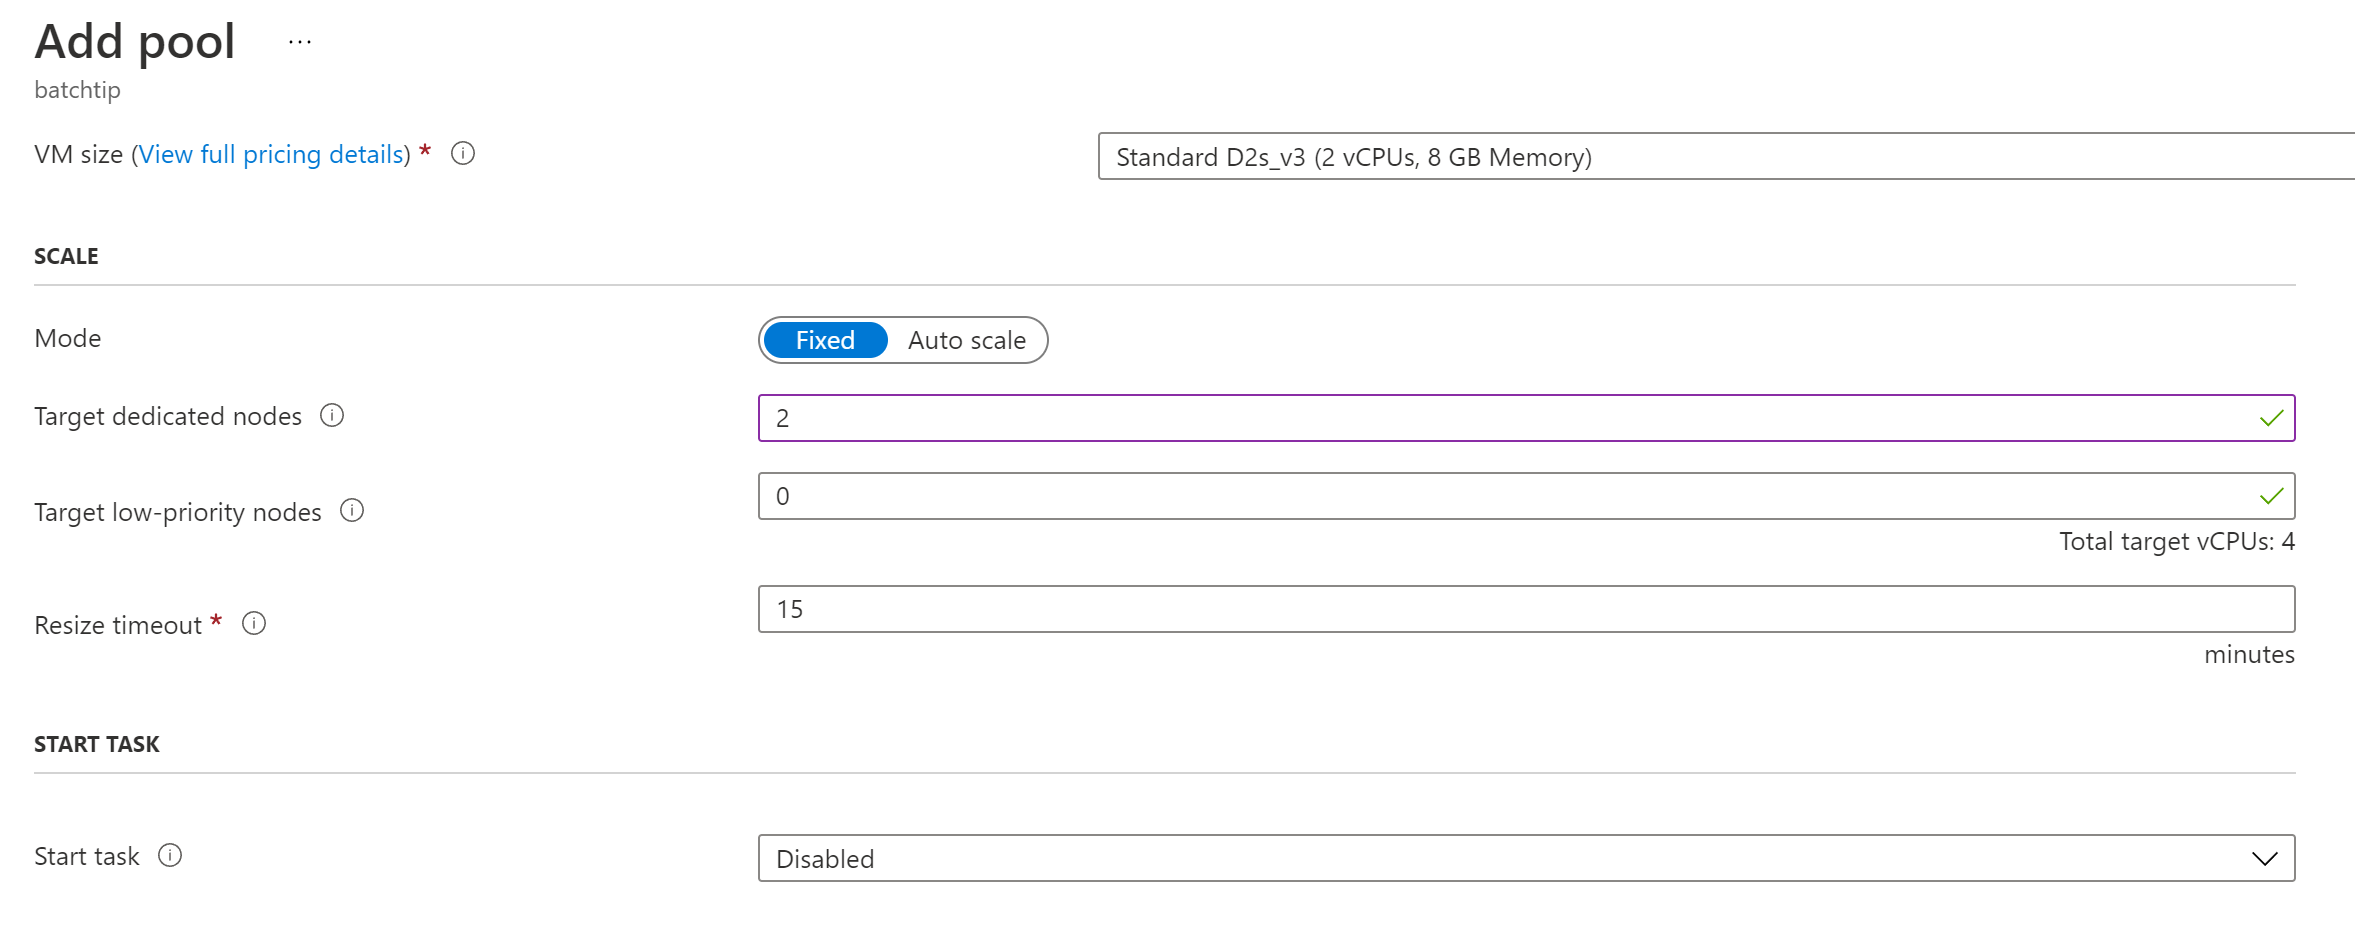 Add pool ...
batchtip
VM size (View full pricing details) *
Standard D2s_v3 (2 vCPUs, 8 GB Memory)
SCALE
Mode
Fixed Auto scale
Target dedicated nodes
2
Target low-priority nodes
0
Total target vCPUs: 4
Resize timeout *
15
minutes
START TASK
Start task
Disabled